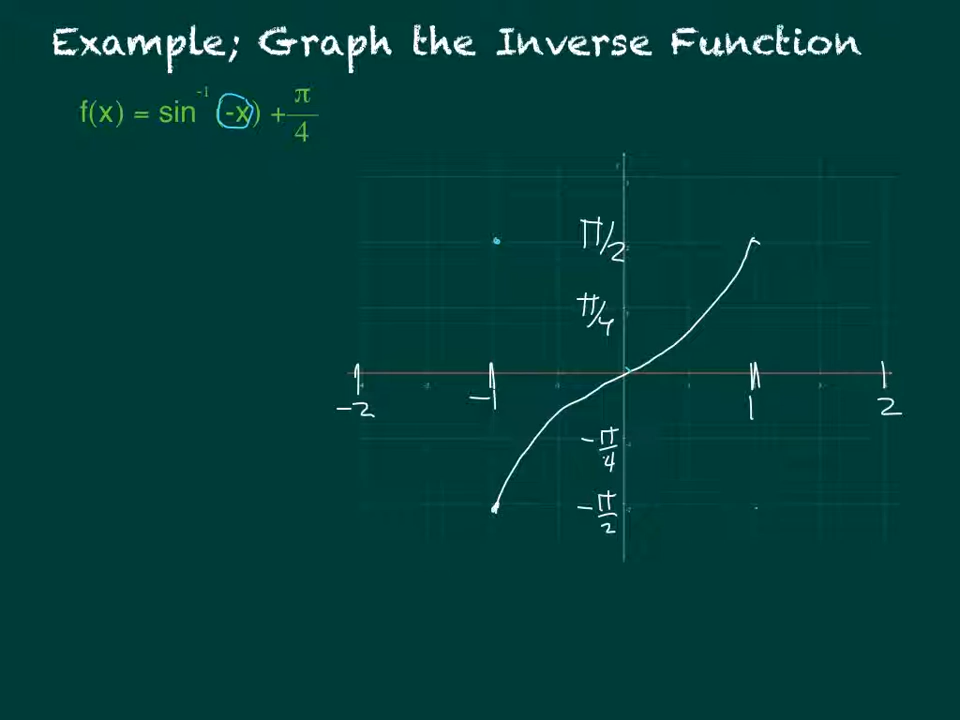 Example; Graph the Inverse Function
f(x) = sin⁻¹ (-x) + π/4
π/2
π/4
-2 -1 1 2
-π/4
-π/2